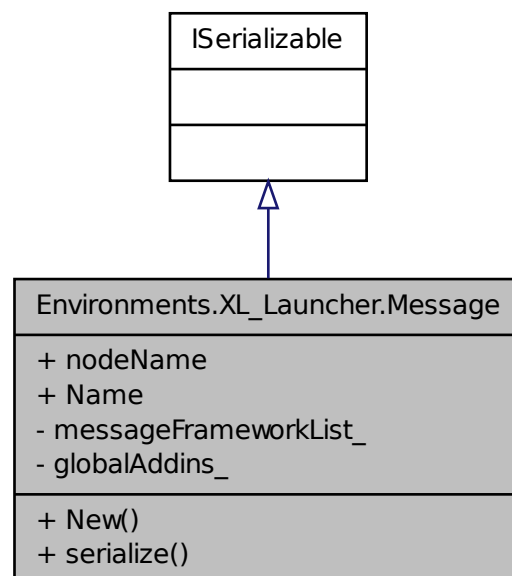 ISerializable
Environments.XL_Launcher.Message
+ nodeName
+ Name
- messageFrameworkList_
- globalAddins_
+ New()
+ serialize()